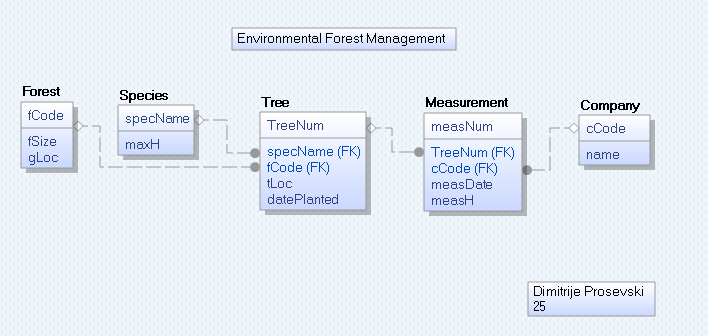 Environmental Forest Management
Forest
fCode
fSize
gLoc
Species
specName
maxH
Tree
TreeNum
specName (FK)
fCode (FK)
tLoc
datePlanted
Measurement
measNum
TreeNum (FK)
cCode (FK)
measDate
measH
Company
cCode
name
Dimitrije Prosevski
25